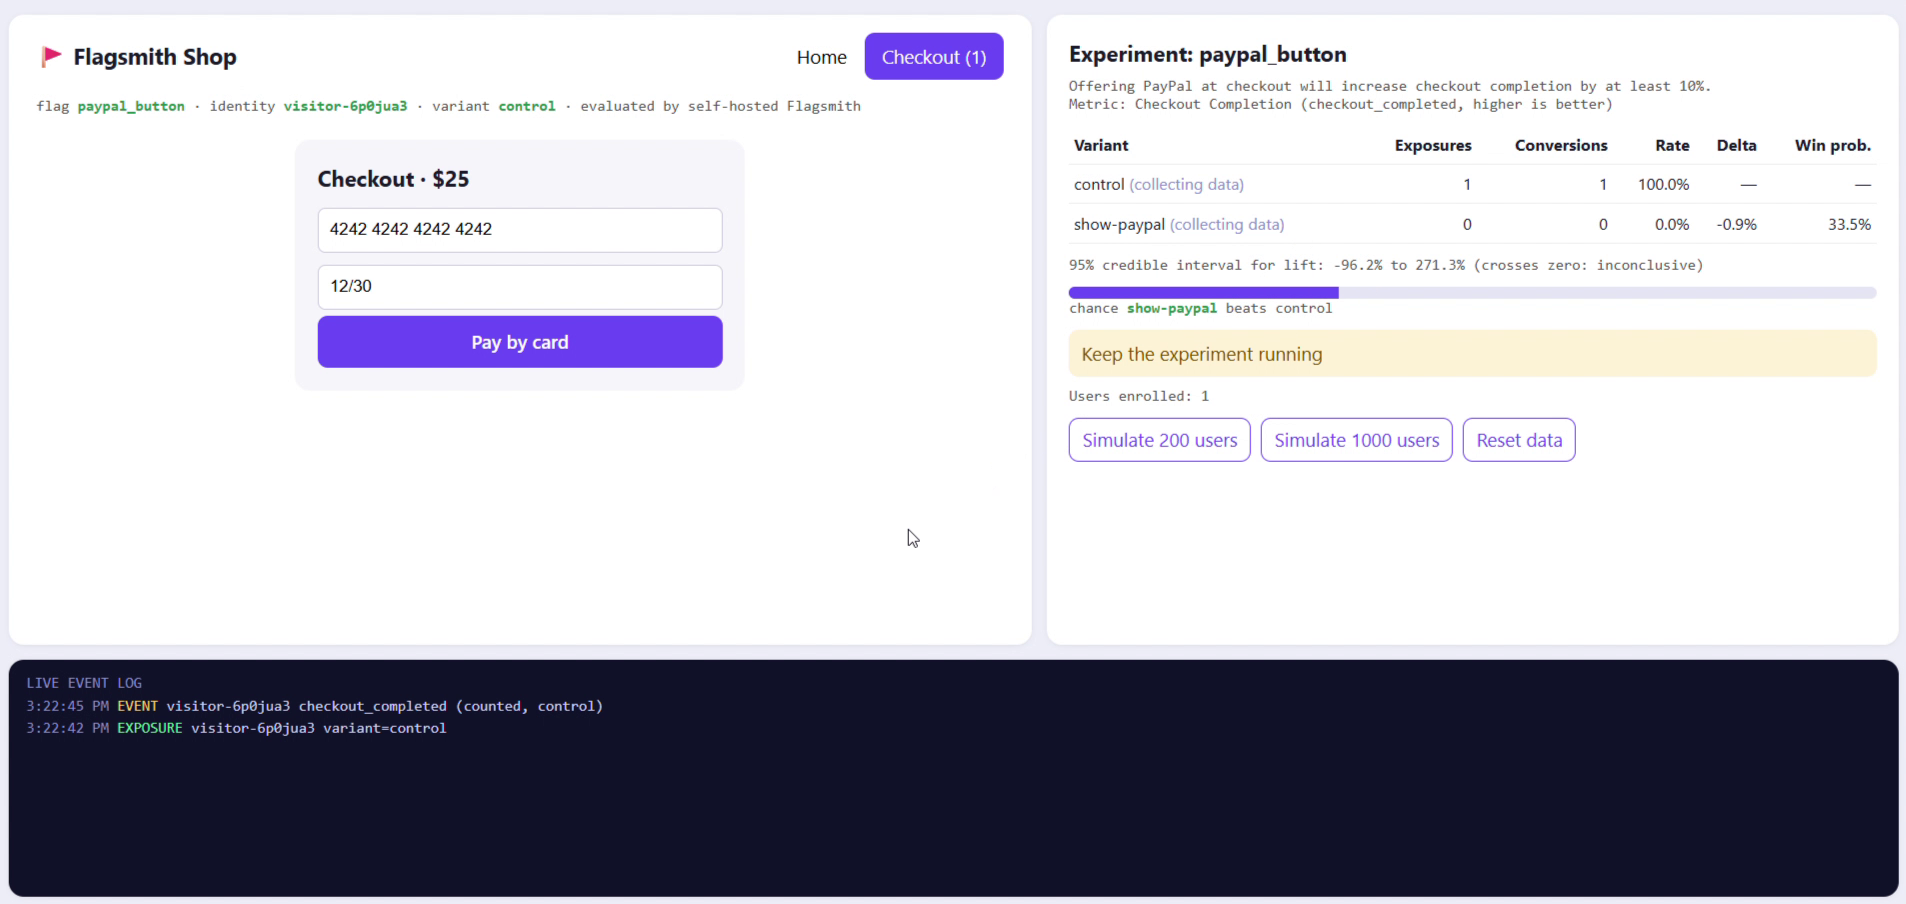 Flagsmith Shop
Home
Checkout (1)
flag paypal_button · identity visitor-6p0jua3 · variant control · evaluated by self-hosted Flagsmith
Checkout · $25
4242 4242 4242 4242
12/30
Pay by card
Experiment: paypal_button
Offering PayPal at checkout will increase checkout completion by at least 10%.
Metric: Checkout Completion (checkout_completed, higher is better)
Variant Exposures Conversions Rate Delta Win prob.
control (collecting data) 1 1 100.0% — —
show-paypal (collecting data) 0 0 0.0% -0.9% 33.5%
95% credible interval for lift: -96.2% to 271.3% (crosses zero: inconclusive)
chance show-paypal beats control
Keep the experiment running
Users enrolled: 1
Simulate 200 users
Simulate 1000 users
Reset data
LIVE EVENT LOG
3:22:45 PM EVENT visitor-6p0jua3 checkout_completed (counted, control)
3:22:42 PM EXPOSURE visitor-6p0jua3 variant=control